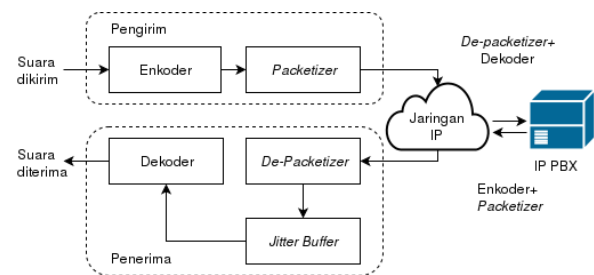 Pengirim
Suara
dikirim
Enkoder
Packetizer
De-packetizer+
Dekoder
Jaringan
IP
IP PBX
Enkoder+
Packetizer
Suara
diterima
Dekoder
De-Packetizer
Jitter Buffer
Penerima